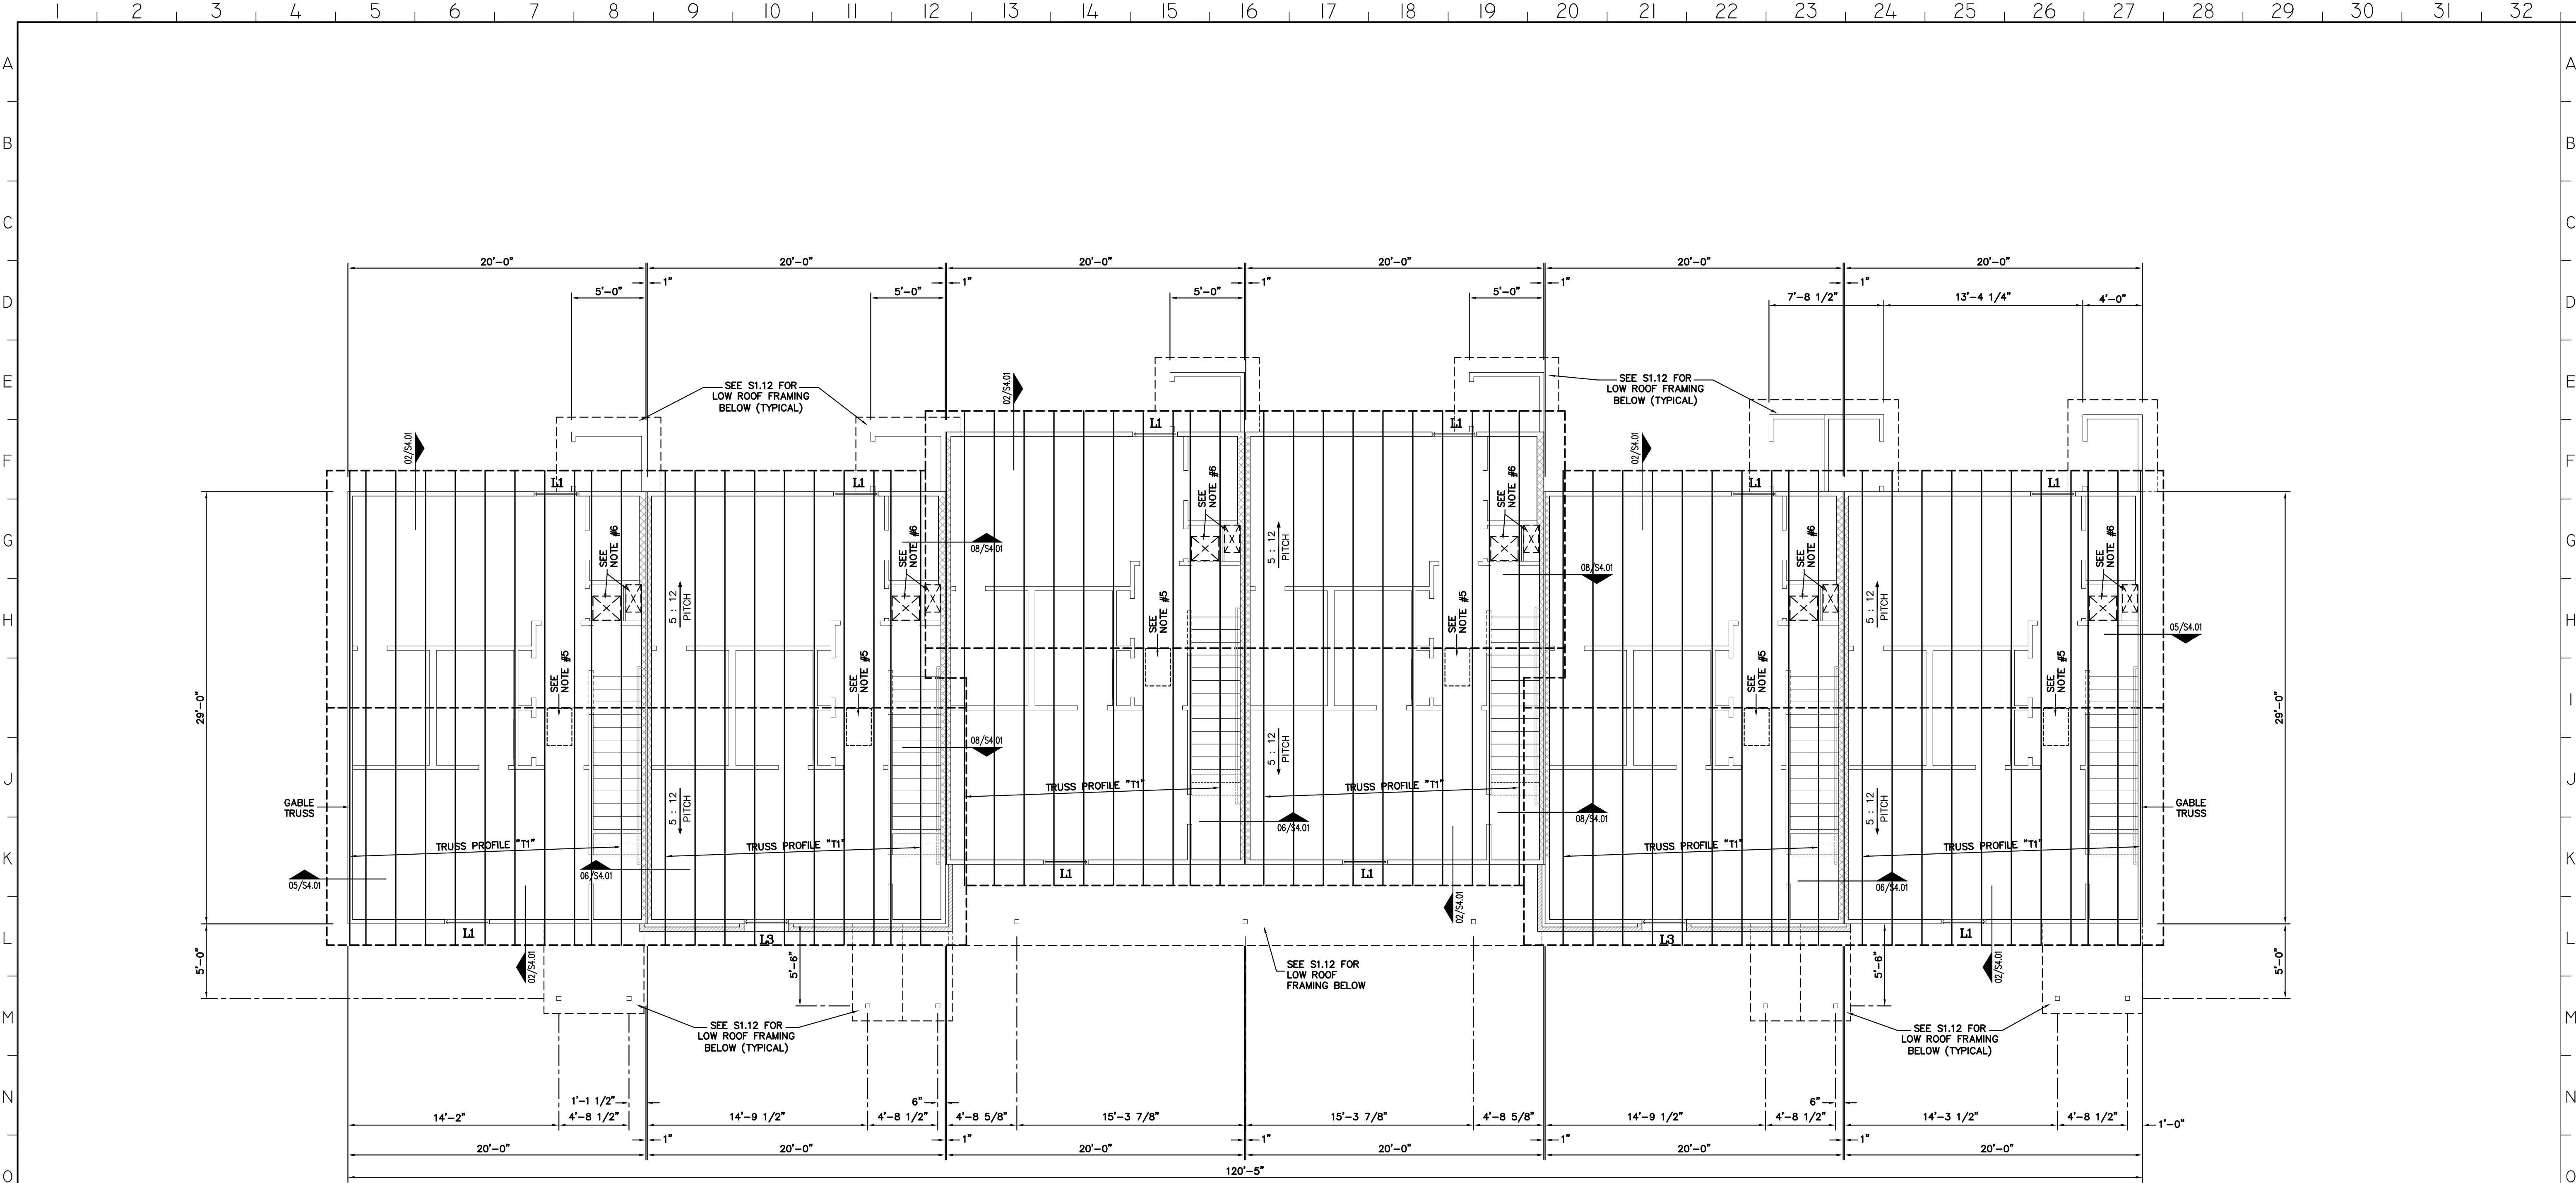 1 2 3 4 5 6 7 8 9 10 11 12 13 14 15 16 17 18 19 20 21 22 23 24 25 26 27 28 29 30 31 32
A A
B B
C C
20'-0" 20'-0" 20'-0" 20'-0" 20'-0" 20'-0"
1" 1" 1" 1" 1"
D D
5'-0" 5'-0" 5'-0" 5'-0" 7'-8 1/2" 13'-4 1/4" 4'-0"
E E
SEE S1.12 FOR
LOW ROOF FRAMING
BELOW (TYPICAL)
02/S4.01
SEE S1.12 FOR
LOW ROOF FRAMING
BELOW (TYPICAL)
L1 L1
02/S4.01
02/S4.01
F F
L1 L1 L1 L1
SEE
NOTE #6
SEE
NOTE #6
SEE
NOTE #6
SEE
NOTE #6
SEE
NOTE #6
SEE
NOTE #6
G G
08/S4.01
5 : 12
PITCH
08/S4.01
5 : 12
PITCH
5 : 12
PITCH
H H
SEE
NOTE #5
SEE
NOTE #5
05/S4.01
SEE
NOTE #5
SEE
NOTE #5
SEE
NOTE #5
SEE
NOTE #5
I I
29'-0" 29'-0"
08/S4.01
5 : 12
PITCH
J J
TRUSS PROFILE "T1" TRUSS PROFILE "T1"
GABLE
TRUSS
5 : 12
PITCH
5 : 12
PITCH
GABLE
TRUSS
06/S4.01
08/S4.01
TRUSS PROFILE "T1" TRUSS PROFILE "T1" TRUSS PROFILE "T1" TRUSS PROFILE "T1"
K K
05/S4.01
06/S4.01
L1 L1
06/S4.01
02/S4.01
L1 L3 L3 L1
L L
5'-0"
02/S4.01
5'-6"
SEE S1.12 FOR
LOW ROOF
FRAMING BELOW
5'-6"
02/S4.01
5'-0"
M M
SEE S1.12 FOR
LOW ROOF FRAMING
BELOW (TYPICAL)
SEE S1.12 FOR
LOW ROOF FRAMING
BELOW (TYPICAL)
N N
1'-1 1/2" 6" 6"
14'-2" 4'-8 1/2" 14'-9 1/2" 4'-8 1/2" 4'-8 5/8" 15'-3 7/8" 15'-3 7/8" 4'-8 5/8" 14'-9 1/2" 4'-8 1/2" 14'-3 1/2" 4'-8 1/2" 1'-0"
1" 1" 1" 1" 1"
20'-0" 20'-0" 20'-0" 20'-0" 20'-0" 20'-0"
120'-5"
O O